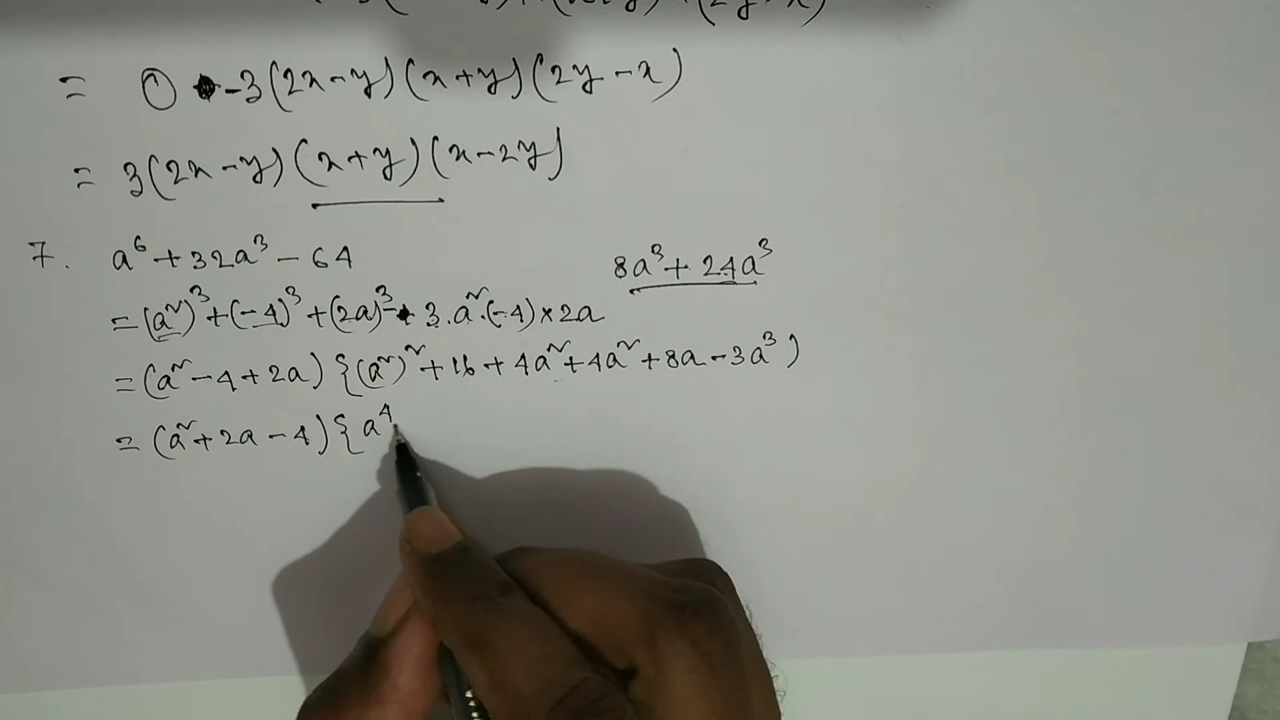 = ① -3(2x-y)(x+y)(2y-x)
= 3(2x-y)(x+y)(x-2y)
7. a⁶+32a³-64 8a³+24a³
=(a²)³+(-4)³+(2a)³-3.a².(-4)×2a
=(a²-4+2a){(a²)²+16+4a²+4a²+8a-3a³)
=(a²+2a-4){a⁴